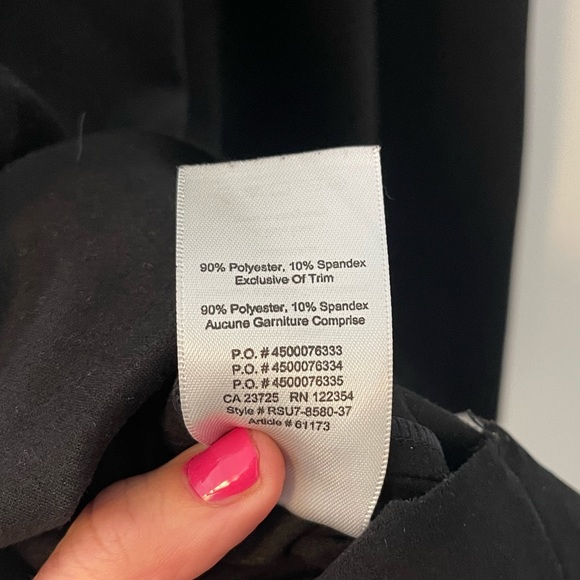 90% Polyester, 10% Spandex
Exclusive Of Trim
90% Polyester, 10% Spandex
Aucune Garniture Comprise
P.O. # 4500076333
P.O. # 4500076334
P.O. # 4500076335
CA 23725 RN 122354
Style # RSU7-8580-37
Article # 61173